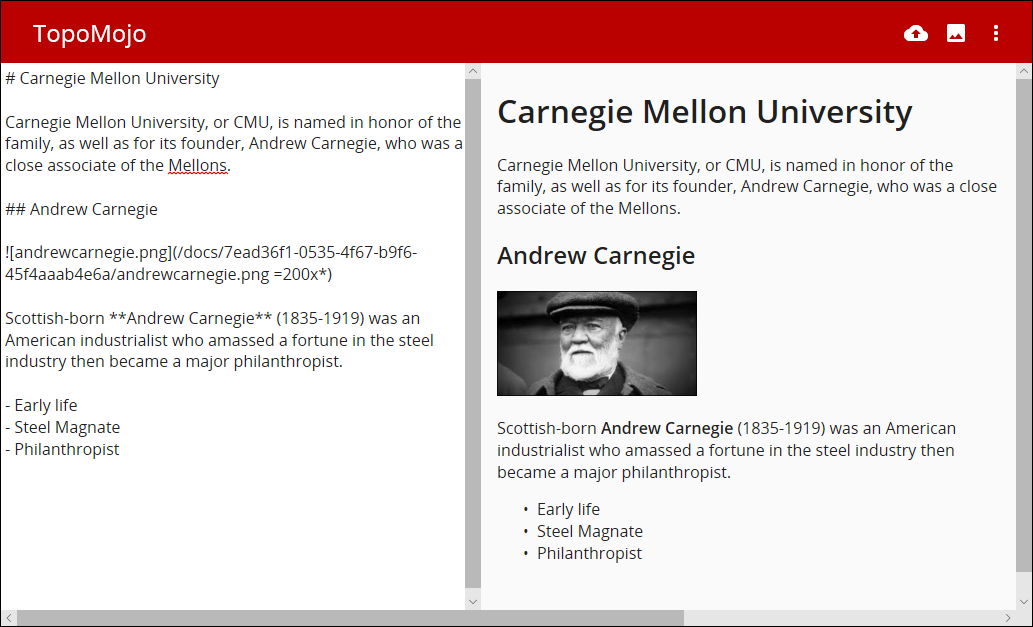 TopoMojo
# Carnegie Mellon University
Carnegie Mellon University, or CMU, is named in honor of the
family, as well as for its founder, Andrew Carnegie, who was a
close associate of the Mellons.
## Andrew Carnegie
![andrewcarnegie.png](/docs/7ead36f1-0535-4f67-b9f6-
45f4aaab4e6a/andrewcarnegie.png =200x*)
Scottish-born **Andrew Carnegie** (1835-1919) was an
American industrialist who amassed a fortune in the steel
industry then became a major philanthropist.
- Early life
- Steel Magnate
- Philanthropist
Carnegie Mellon University
Carnegie Mellon University, or CMU, is named in honor of the
family, as well as for its founder, Andrew Carnegie, who was a close
associate of the Mellons.
Andrew Carnegie
Scottish-born Andrew Carnegie (1835-1919) was an American
industrialist who amassed a fortune in the steel industry then
became a major philanthropist.
• Early life
• Steel Magnate
• Philanthropist